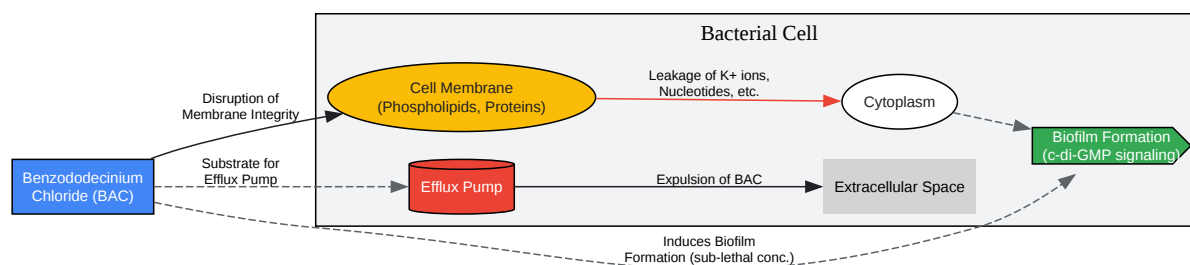 Bacterial Cell
Cell Membrane
(Phospholipids, Proteins)
Leakage of K+ ions,
Nucleotides, etc.
Cytoplasm
Disruption of
Membrane Integrity
Biofilm Formation
(c-di-GMP signaling)
Benzododecinium
Chloride (BAC)
Substrate for
Efflux Pump
Efflux Pump
Expulsion of BAC
Extracellular Space
Induces Biofilm
Formation (sub-lethal conc.)